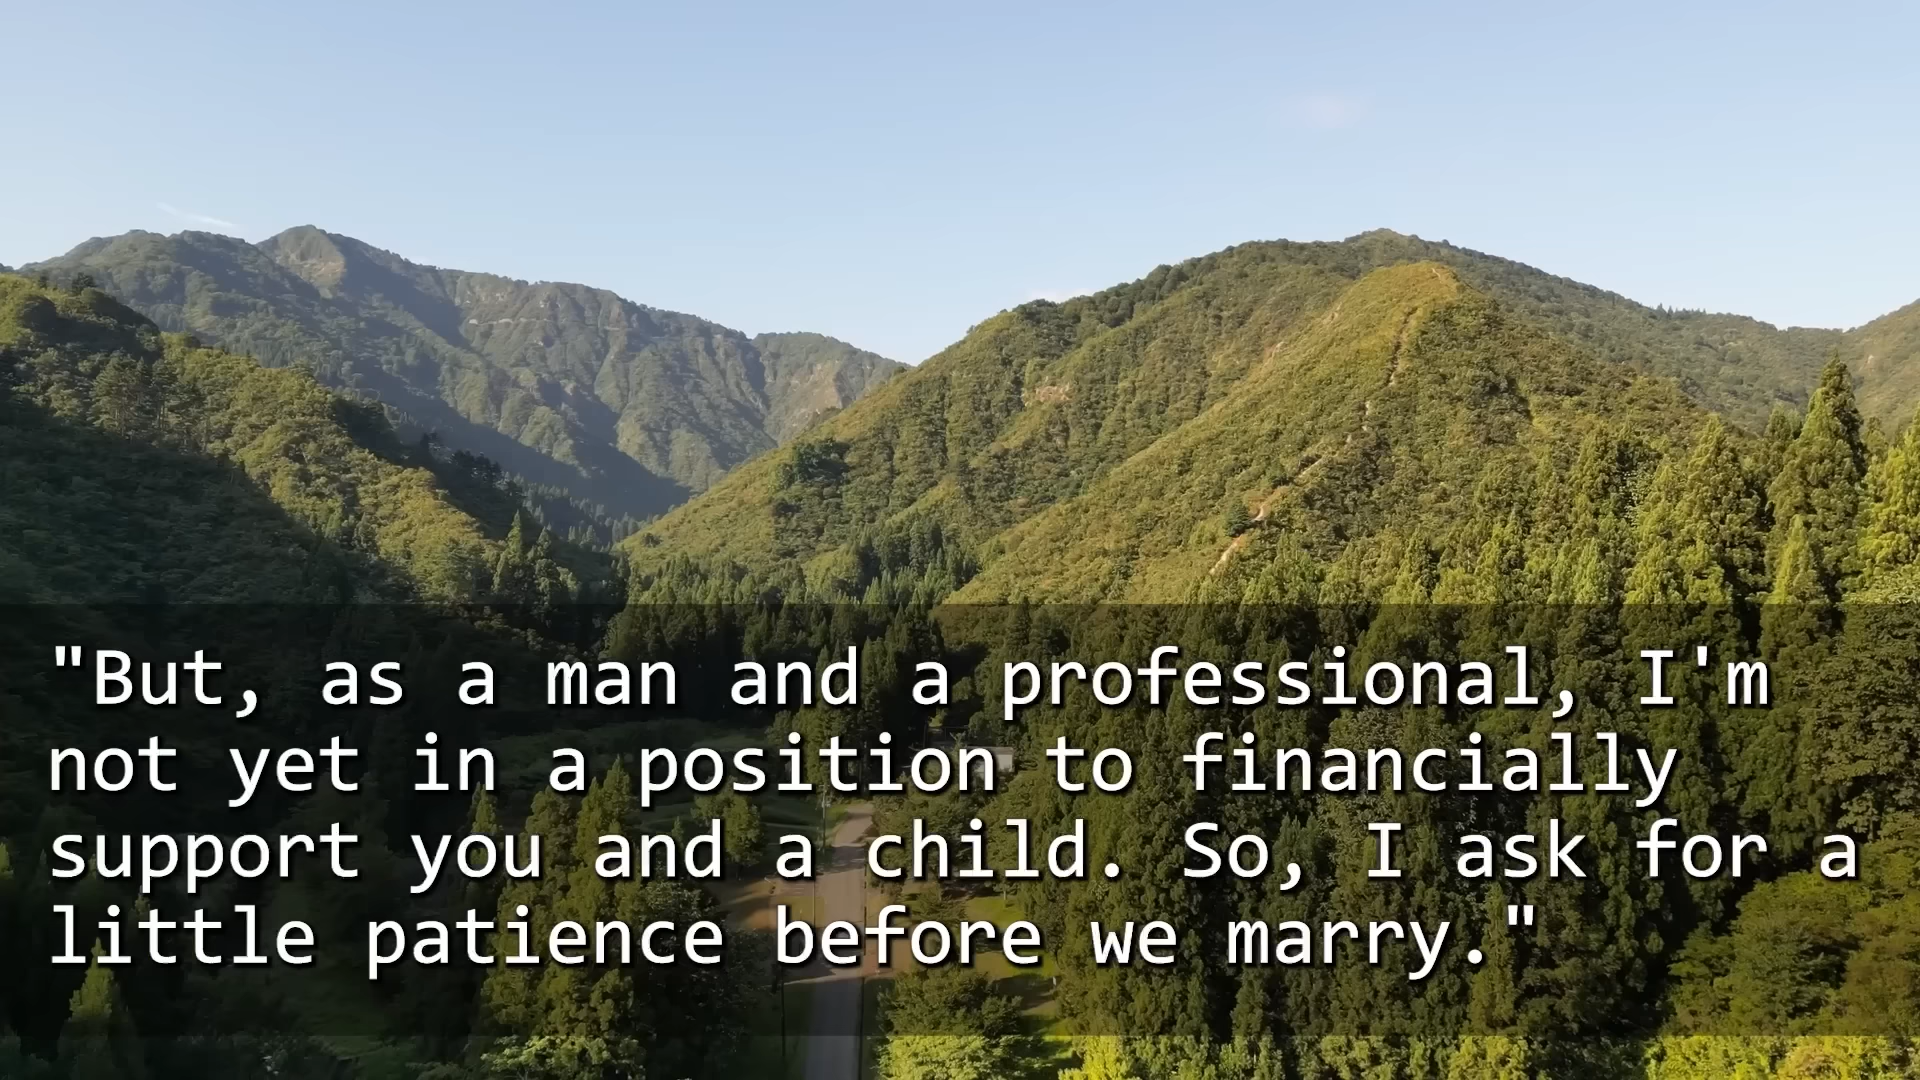 "But, as a man and a professional, I'm
not yet in a position to financially
support you and a child. So, I ask for a
little patience before we marry."